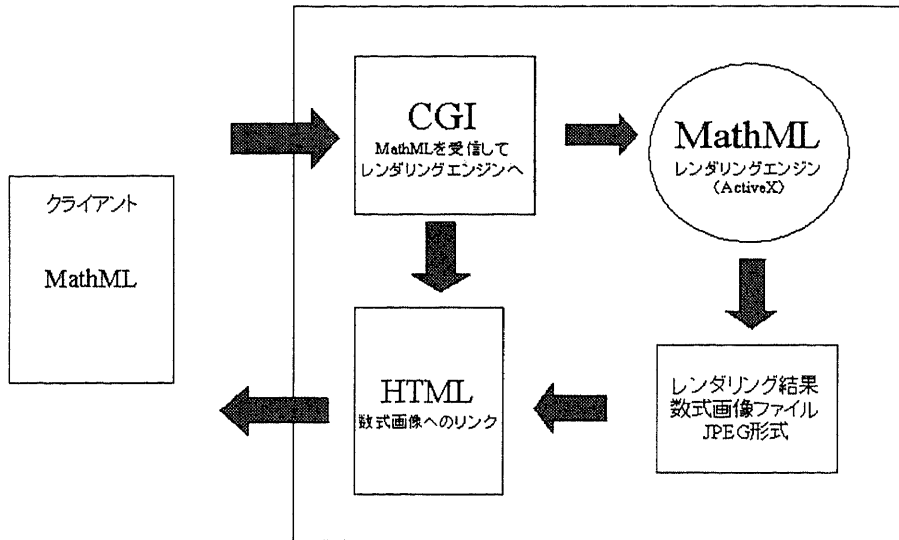 クライアント
MathML
CGI
MathMLを受信して
レンダリングエンジンへ
MathML
レンダリングエンジン
(ActiveX)
HTML
数式画像へのリンク
レンダリング結果
数式画像ファイル
JPEG形式